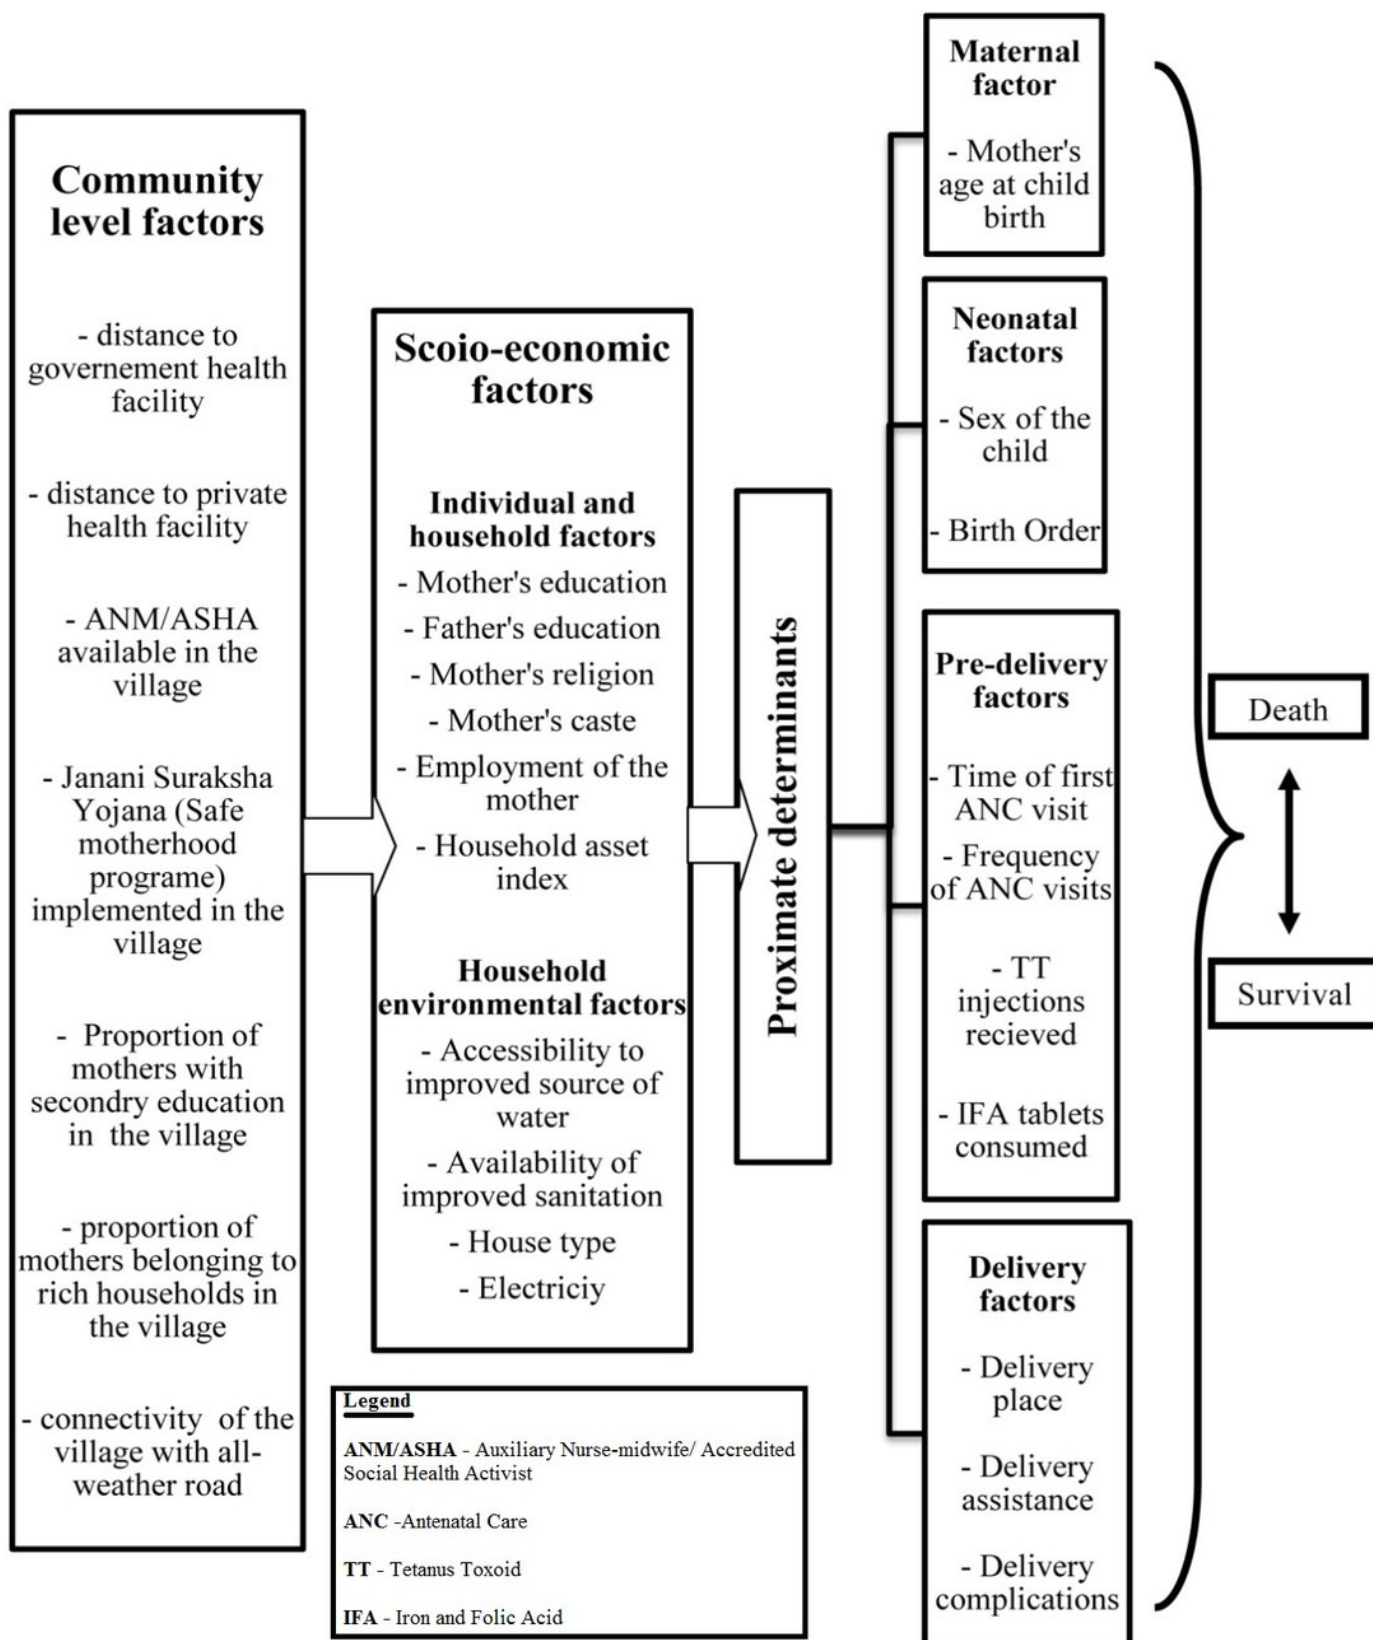 Community
level factors
- distance to
governement health
facility
- distance to private
health facility
- ANM/ASHA
available in the
village
- Janani Suraksha
Yojana (Safe
motherhood
programe)
implemented in the
village
- Proportion of
mothers with
secondry education
in the village
- proportion of
mothers belonging to
rich households in
the village
- connectivity of the
village with all-
weather road
Scoio-economic
factors
Individual and
household factors
- Mother's education
- Father's education
- Mother's religion
- Mother's caste
- Employment of the
mother
- Household asset
index
Household
environmental factors
- Accessibility to
improved source of
water
- Availability of
improved sanitation
- House type
- Electriciy
Legend
ANM/ASHA - Auxiliary Nurse-midwife/ Accredited
Social Health Activist
ANC -Antenatal Care
TT - Tetanus Toxoid
IFA - Iron and Folic Acid
Proximate determinants
Maternal
factor
- Mother's
age at child
birth
Neonatal
factors
- Sex of the
child
- Birth Order
Pre-delivery
factors
- Time of first
ANC visit
- Frequency
of ANC visits
- TT
injections
recieved
- IFA tablets
consumed
Delivery
factors
- Delivery
place
- Delivery
assistance
- Delivery
complications
Death
Survival